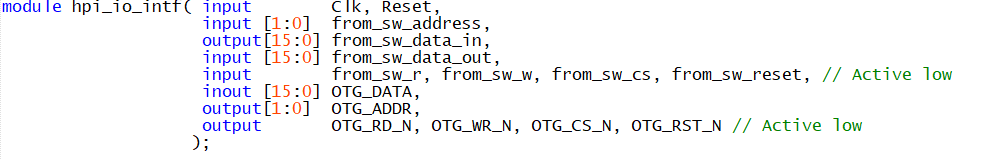 module hpi_io_intf( input Clk, Reset,
input [1:0] from_sw_address,
output[15:0] from_sw_data_in,
input [15:0] from_sw_data_out,
input from_sw_r, from_sw_w, from_sw_cs, from_sw_reset, // Active low
inout [15:0] OTG_DATA,
output[1:0] OTG_ADDR,
output OTG_RD_N, OTG_WR_N, OTG_CS_N, OTG_RST_N // Active low
);